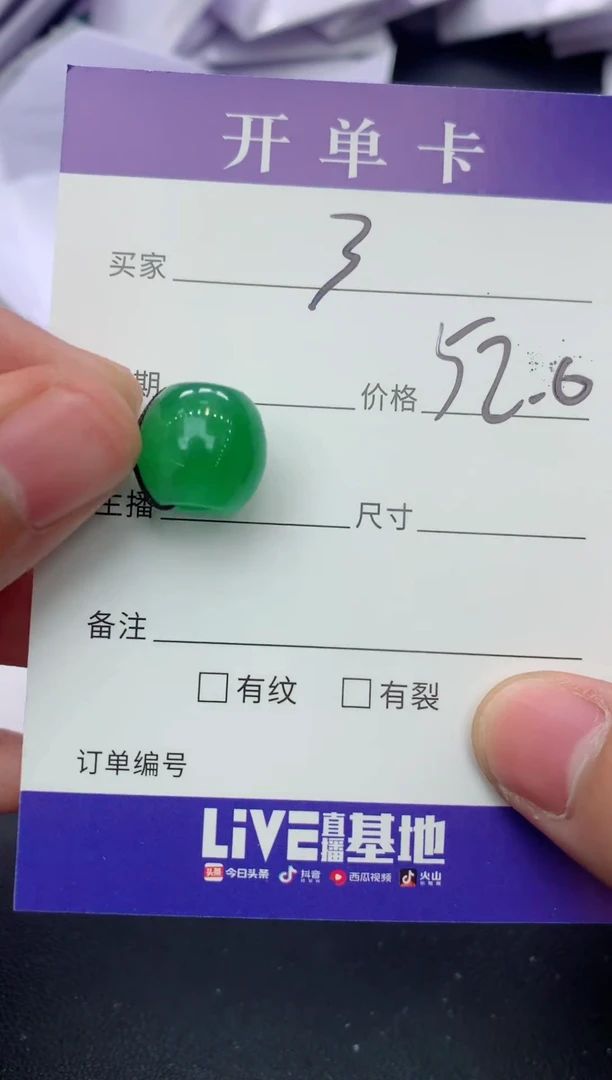 开单卡
买家 3
期 价格 52.0
主播 尺寸
备注
□有纹 □有裂
订单编号
LiVE直播基地
今日头条 抖音 西瓜视频 火山